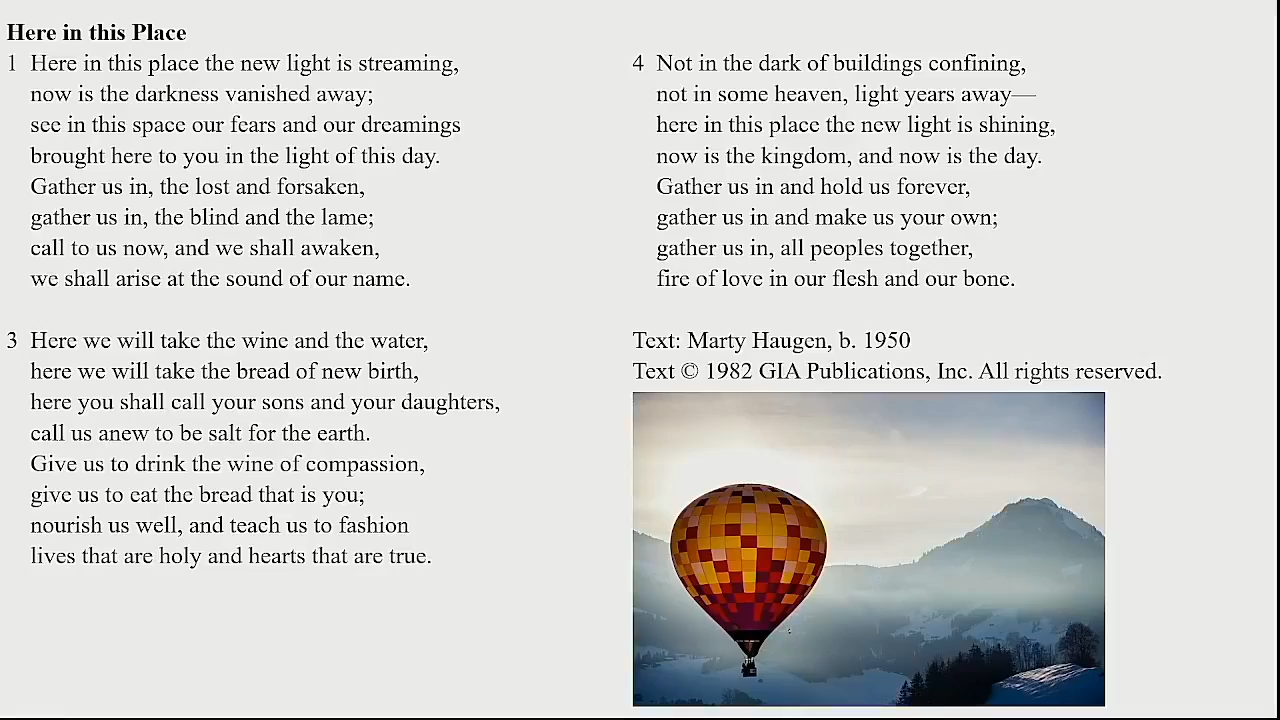 Here in this Place
1 Here in this place the new light is streaming,
now is the darkness vanished away;
see in this space our fears and our dreamings
brought here to you in the light of this day.
Gather us in, the lost and forsaken,
gather us in, the blind and the lame;
call to us now, and we shall awaken,
we shall arise at the sound of our name.
3 Here we will take the wine and the water,
here we will take the bread of new birth,
here you shall call your sons and your daughters,
call us anew to be salt for the earth.
Give us to drink the wine of compassion,
give us to eat the bread that is you;
nourish us well, and teach us to fashion
lives that are holy and hearts that are true.
4 Not in the dark of buildings confining,
not in some heaven, light years away—
here in this place the new light is shining,
now is the kingdom, and now is the day.
Gather us in and hold us forever,
gather us in and make us your own;
gather us in, all peoples together,
fire of love in our flesh and our bone.
Text: Marty Haugen, b. 1950
Text © 1982 GIA Publications, Inc. All rights reserved.